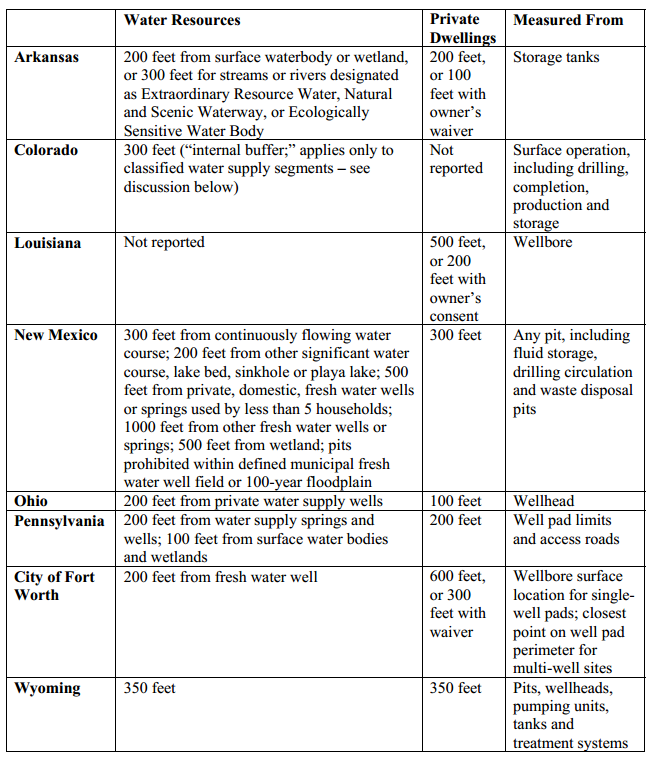 Water Resources
Private
Dwellings
Measured From
Arkansas
200 feet from surface waterbody or wetland,
or 300 feet for streams or rivers designated
as Extraordinary Resource Water, Natural
and Scenic Waterway, or Ecologically
Sensitive Water Body
200 feet,
or 100
feet with
owner’s
waiver
Storage tanks
Colorado
300 feet (“internal buffer;” applies only to
classified water supply segments – see
discussion below)
Not
reported
Surface operation,
including drilling,
completion,
production and
storage
Louisiana
Not reported
500 feet,
or 200
feet with
owner’s
consent
Wellbore
New Mexico
300 feet from continuously flowing water
course; 200 feet from other significant water
course, lake bed, sinkhole or playa lake; 500
feet from private, domestic, fresh water wells
or springs used by less than 5 households;
1000 feet from other fresh water wells or
springs; 500 feet from wetland; pits
prohibited within defined municipal fresh
water well field or 100-year floodplain
300 feet
Any pit, including
fluid storage,
drilling circulation
and waste disposal
pits
Ohio
200 feet from private water supply wells
100 feet
Wellhead
Pennsylvania
200 feet from water supply springs and
wells; 100 feet from surface water bodies
and wetlands
200 feet
Well pad limits
and access roads
City of Fort
Worth
200 feet from fresh water well
600 feet,
or 300
feet with
waiver
Wellbore surface
location for single-
well pads; closest
point on well pad
perimeter for
multi-well sites
Wyoming
350 feet
350 feet
Pits, wellheads,
pumping units,
tanks and
treatment systems